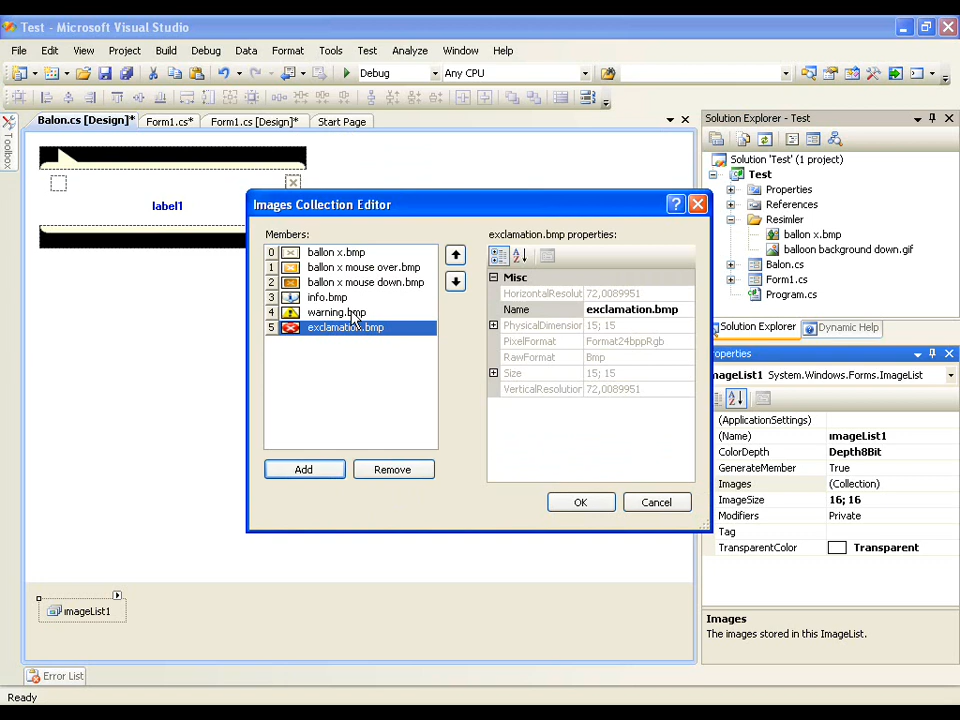 Test - Microsoft Visual Studio
File Edit View Project Build Debug Data Format Tools Test Analyze Window Help
Debug Any CPU
Balon.cs [Design]* Form1.cs* Form1.cs [Design]* Start Page
Toolbox
label1
imageList1
Error List
Ready
Images Collection Editor
Members:
0 ballon x.bmp
1 ballon x mouse over.bmp
2 ballon x mouse down.bmp
3 info.bmp
4 warning.bmp
5 exclamation.bmp
Add Remove
exclamation.bmp properties:
Misc
HorizontalResolut 72,0089951
Name exclamation.bmp
PhysicalDimension 15; 15
PixelFormat Format24bppRgb
RawFormat Bmp
Size 15; 15
VerticalResolution 72,0089951
OK Cancel
Solution Explorer - Test
Solution 'Test' (1 project)
Test
Properties
References
Resimler
ballon x.bmp
balloon background down.gif
Balon.cs
Form1.cs
Program.cs
Solution Explorer Dynamic Help
Properties
mageList1 System.Windows.Forms.ImageList
(ApplicationSettings)
(Name) ımageList1
ColorDepth Depth8Bit
GenerateMember True
Images (Collection)
ImageSize 16; 16
Modifiers Private
Tag
TransparentColor Transparent
Images
The images stored in this ImageList.